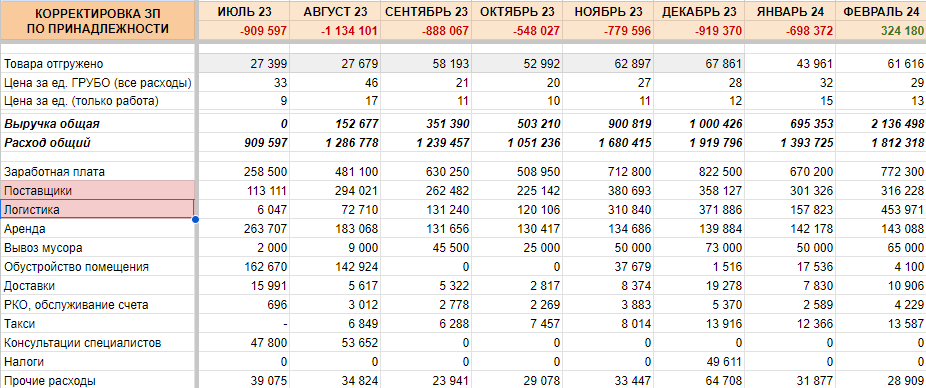 КОРРЕКТИРОВКА ЗП ПО ПРИНАДЛЕЖНОСТИ ИЮЛЬ 23 АВГУСТ 23 СЕНТЯБРЬ 23 ОКТЯБРЬ 23 НОЯБРЬ 23 ДЕКАБРЬ 23 ЯНВАРЬ 24 ФЕВРАЛЬ 24
-909 597 -1 134 101 -888 067 -548 027 -779 596 -919 370 -698 372 324 180
Товара отгружено 27 399 27 679 58 193 52 992 62 897 67 861 43 961 61 616
Цена за ед. ГРУБО (все расходы) 33 46 21 20 27 28 32 29
Цена за ед. (только работа) 9 17 11 10 11 12 15 13
Выручка общая 0 152 677 351 390 503 210 900 819 1 000 426 695 353 2 136 498
Расход общий 909 597 1 286 778 1 239 457 1 051 236 1 680 415 1 919 796 1 393 725 1 812 318
Заработная плата 258 500 481 100 630 250 508 950 712 800 822 500 670 200 772 300
Поставщики 113 111 294 021 262 482 225 142 380 693 358 127 301 326 316 228
Логистика 6 047 72 710 131 240 120 106 310 840 371 886 157 823 453 971
Аренда 263 707 183 068 131 656 130 417 134 686 139 884 142 178 143 088
Вывоз мусора 2 000 9 000 45 500 25 000 50 000 73 000 50 000 65 000
Обустройство помещения 162 670 142 924 0 0 37 679 1 516 17 536 4 100
Доставки 15 991 5 617 5 322 2 817 8 374 19 278 7 830 10 906
РКО, обслуживание счета 696 3 012 2 778 2 269 3 883 5 370 2 589 4 229
Такси - 6 849 6 288 7 457 8 014 13 916 12 366 13 587
Консультации специалистов 47 800 53 652 0 0 0 0 0 0
Налоги 0 0 0 0 0 49 611 0 0
Прочие расходы 39 075 34 824 23 941 29 078 33 447 64 708 31 877 28 909